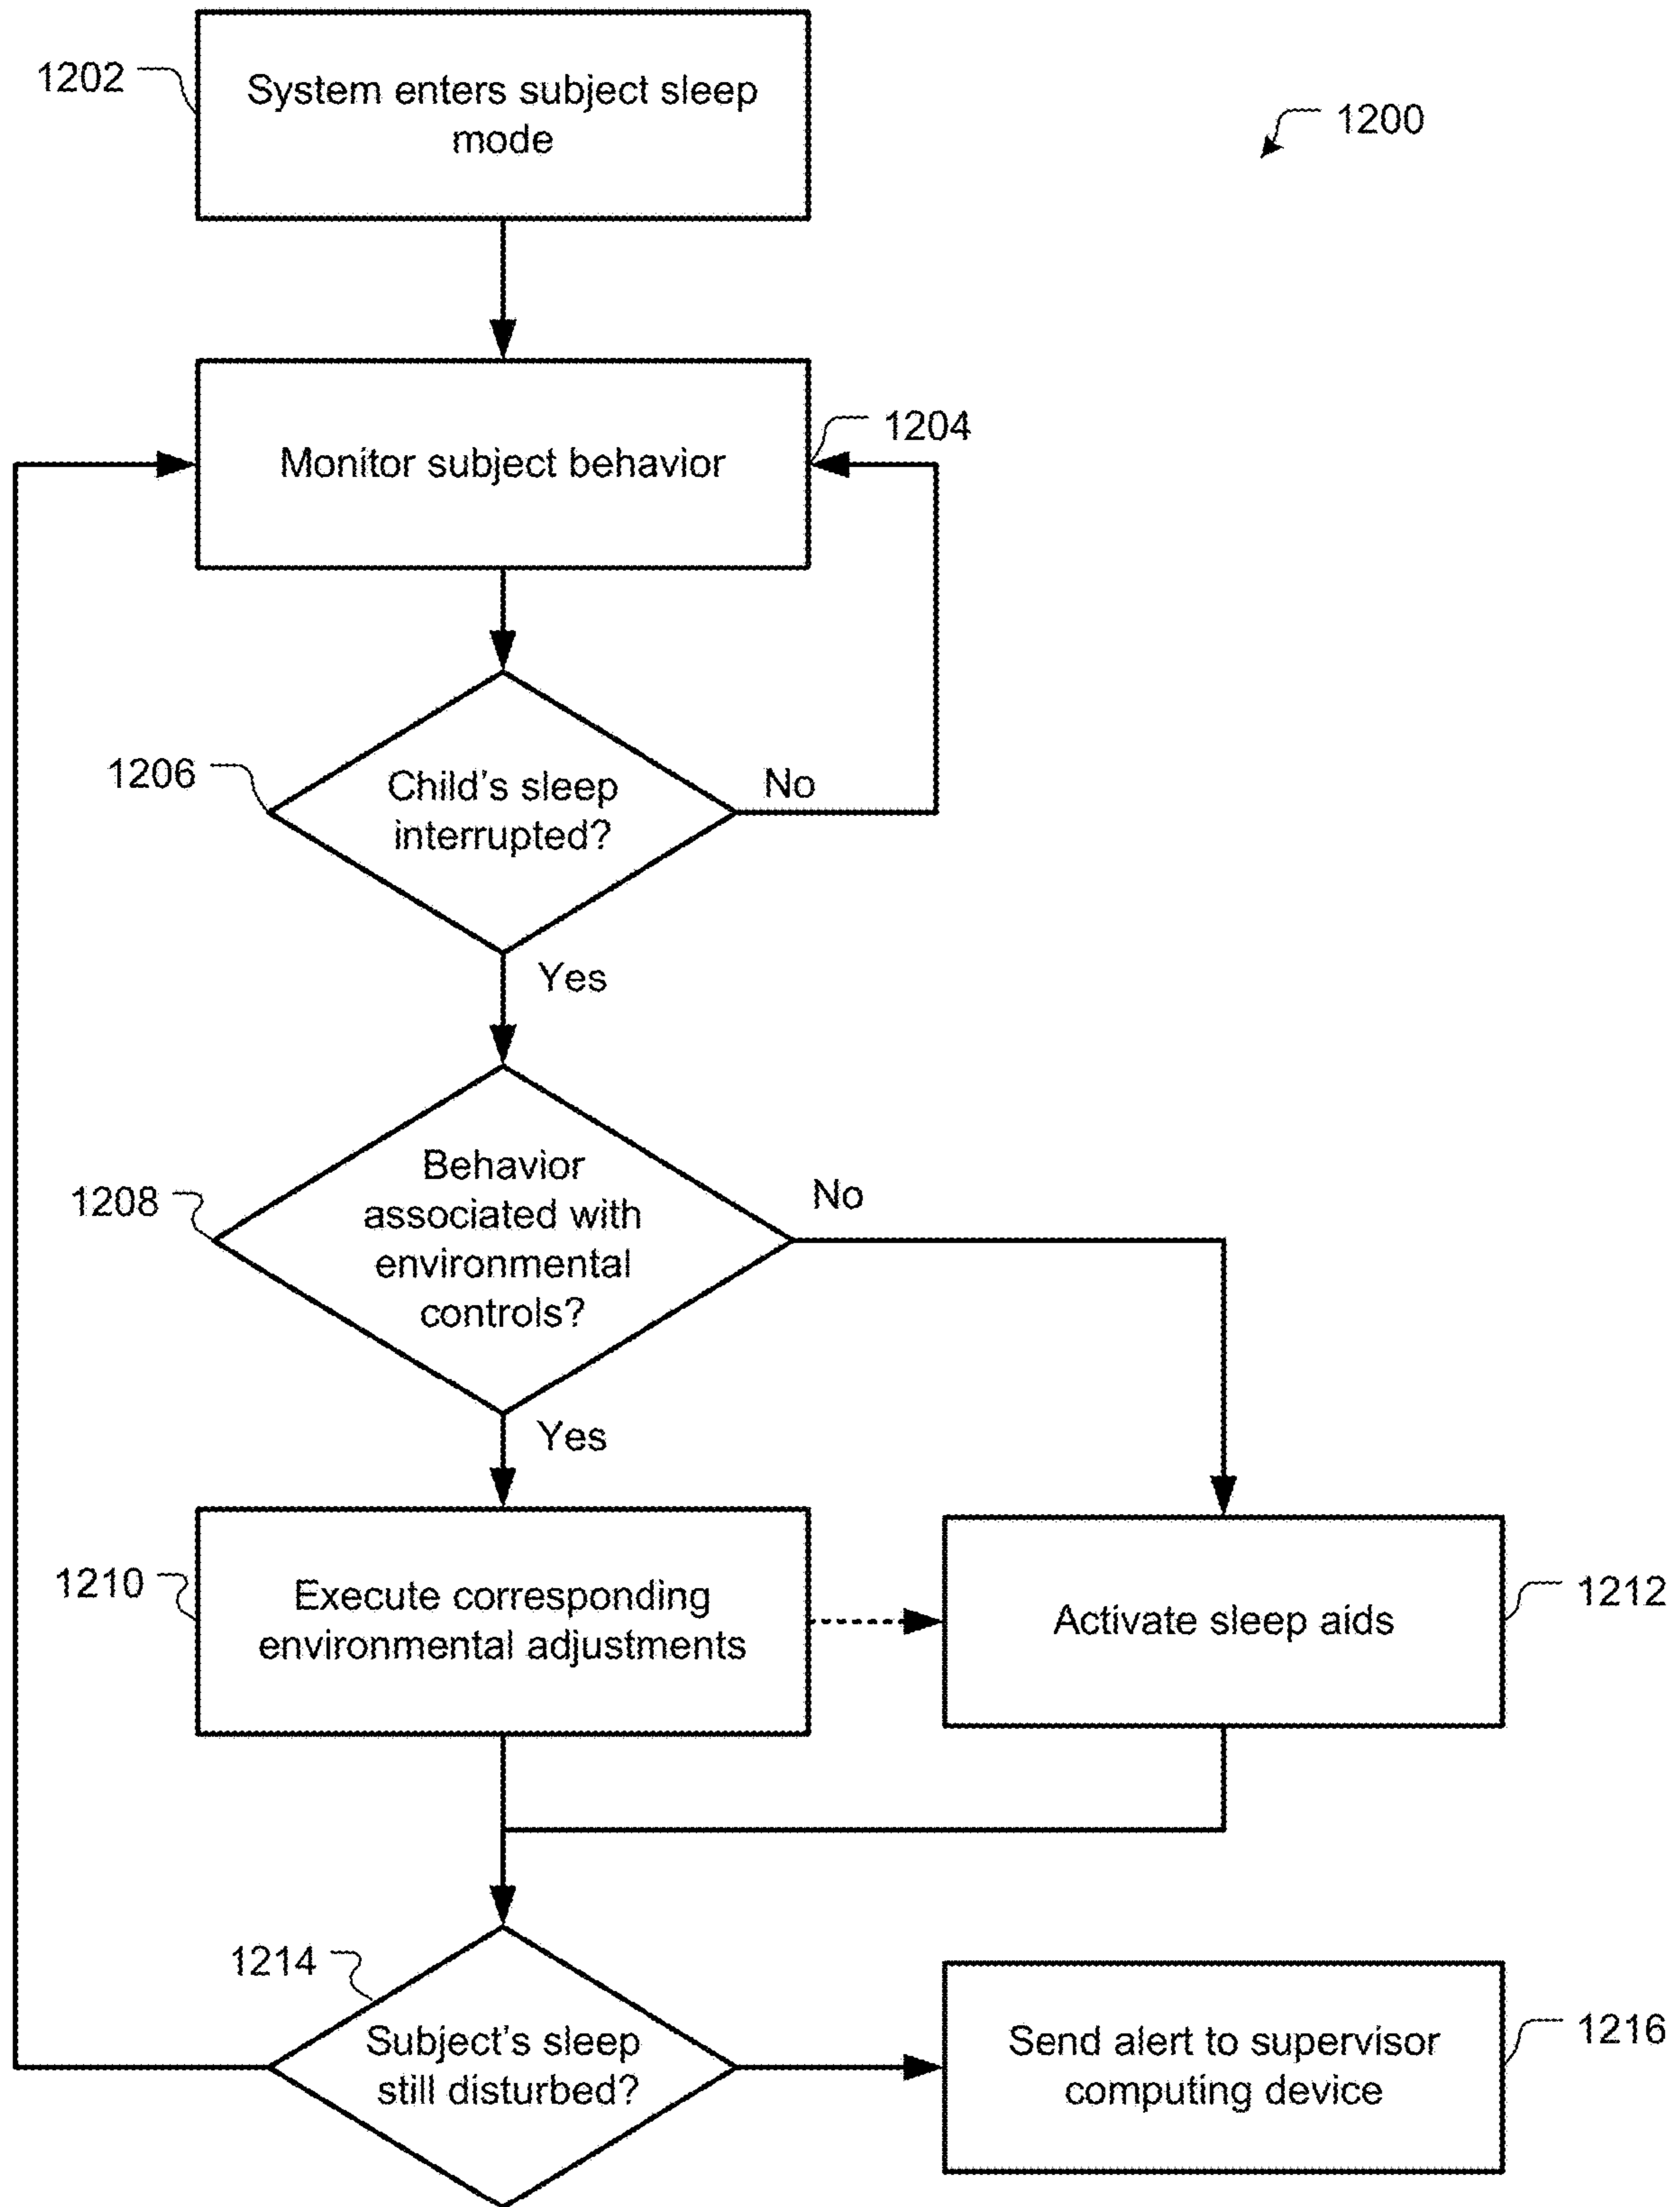 1202
System enters subject sleep
mode
1200
1204
Monitor subject behavior
1206
Child's sleep
interrupted?
No
Yes
1208
Behavior
associated with
environmental
controls?
No
Yes
1210
Execute corresponding
environmental adjustments
Activate sleep aids
1212
1214
Subject's sleep
still disturbed?
Send alert to supervisor
computing device
1216